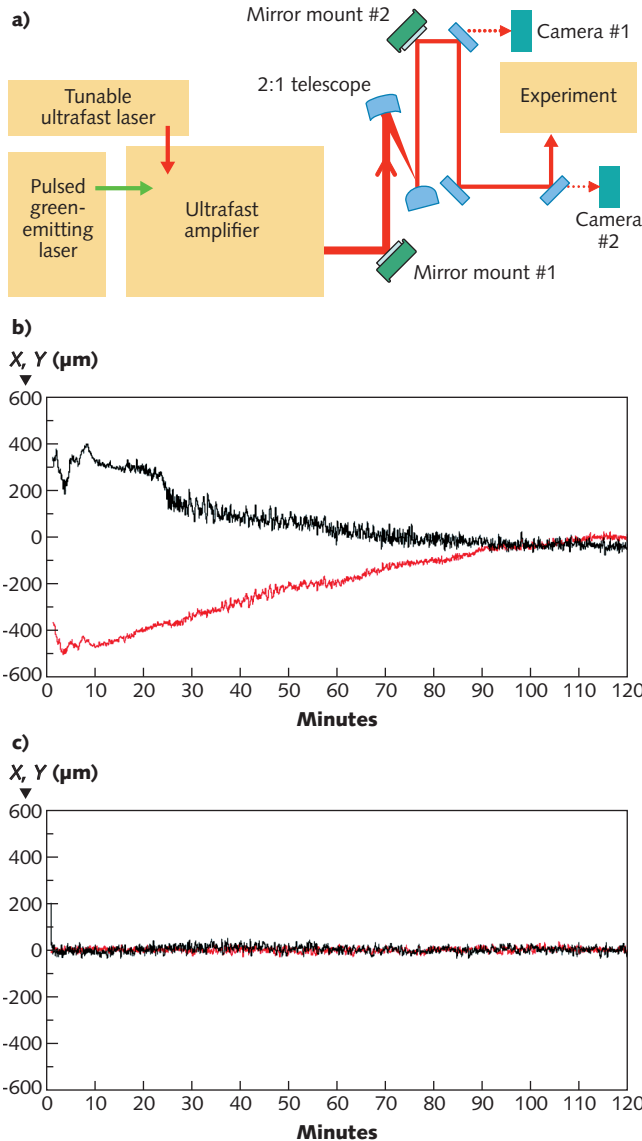 a)
Mirror mount #2
Camera #1
2:1 telescope
Experiment
Tunable
ultrafast laser
Pulsed
green-
emitting
laser
Ultrafast
amplifier
Camera
#2
Mirror mount #1
b)
X, Y (µm)
600
400
200
0
-200
-400
-600
0 10 20 30 40 50 60 70 80 90 100 110 120
Minutes
c)
X, Y (µm)
600
400
200
0
-200
-400
-600
0 10 20 30 40 50 60 70 80 90 100 110 120
Minutes